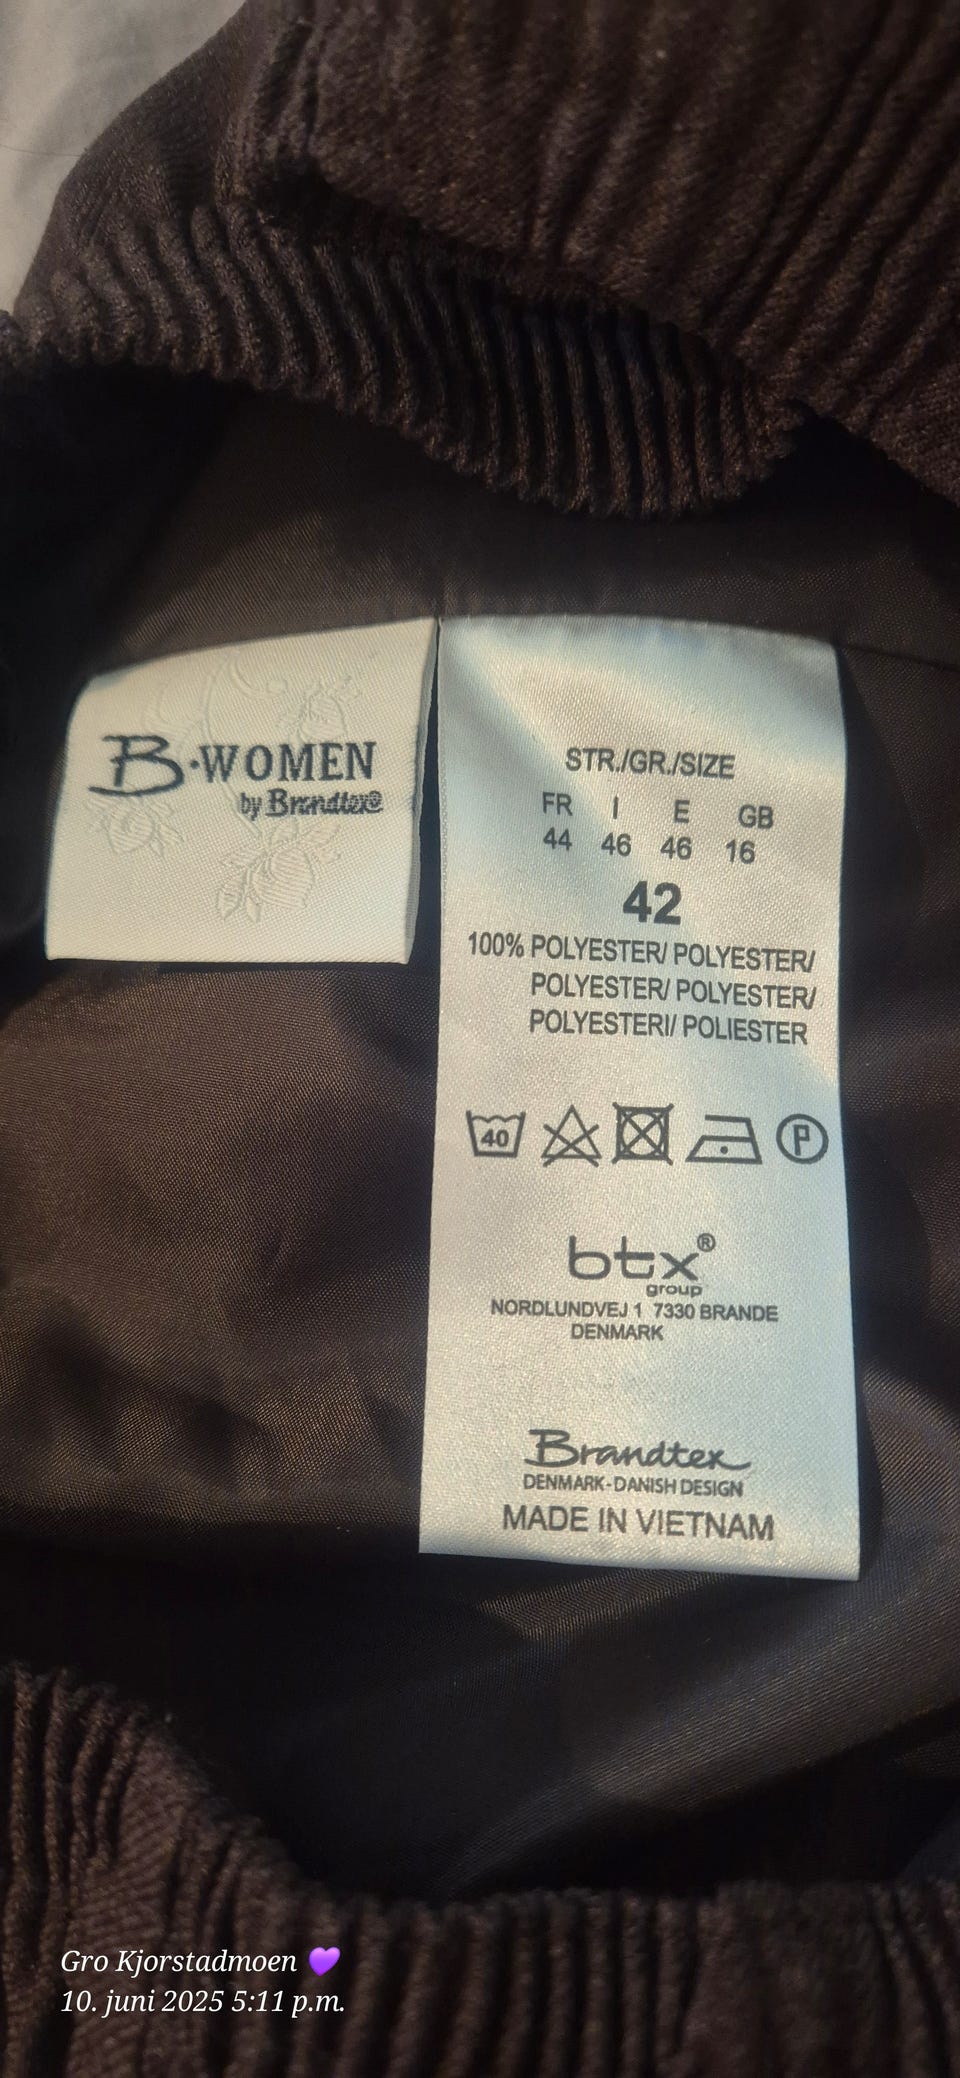 B·WOMEN
by Brandtex®
STR./GR./SIZE
FR I E GB
44 46 46 16
42
100% POLYESTER/ POLYESTER/
POLYESTER/ POLYESTER/
POLYESTERI/ POLIESTER
40
P
btx®
group
NORDLUNDVEJ 1 7330 BRANDE
DENMARK
Brandtex
DENMARK-DANISH DESIGN
MADE IN VIETNAM
Gro Kjorstadmoen 💜
10. juni 2025 5:11 p.m.